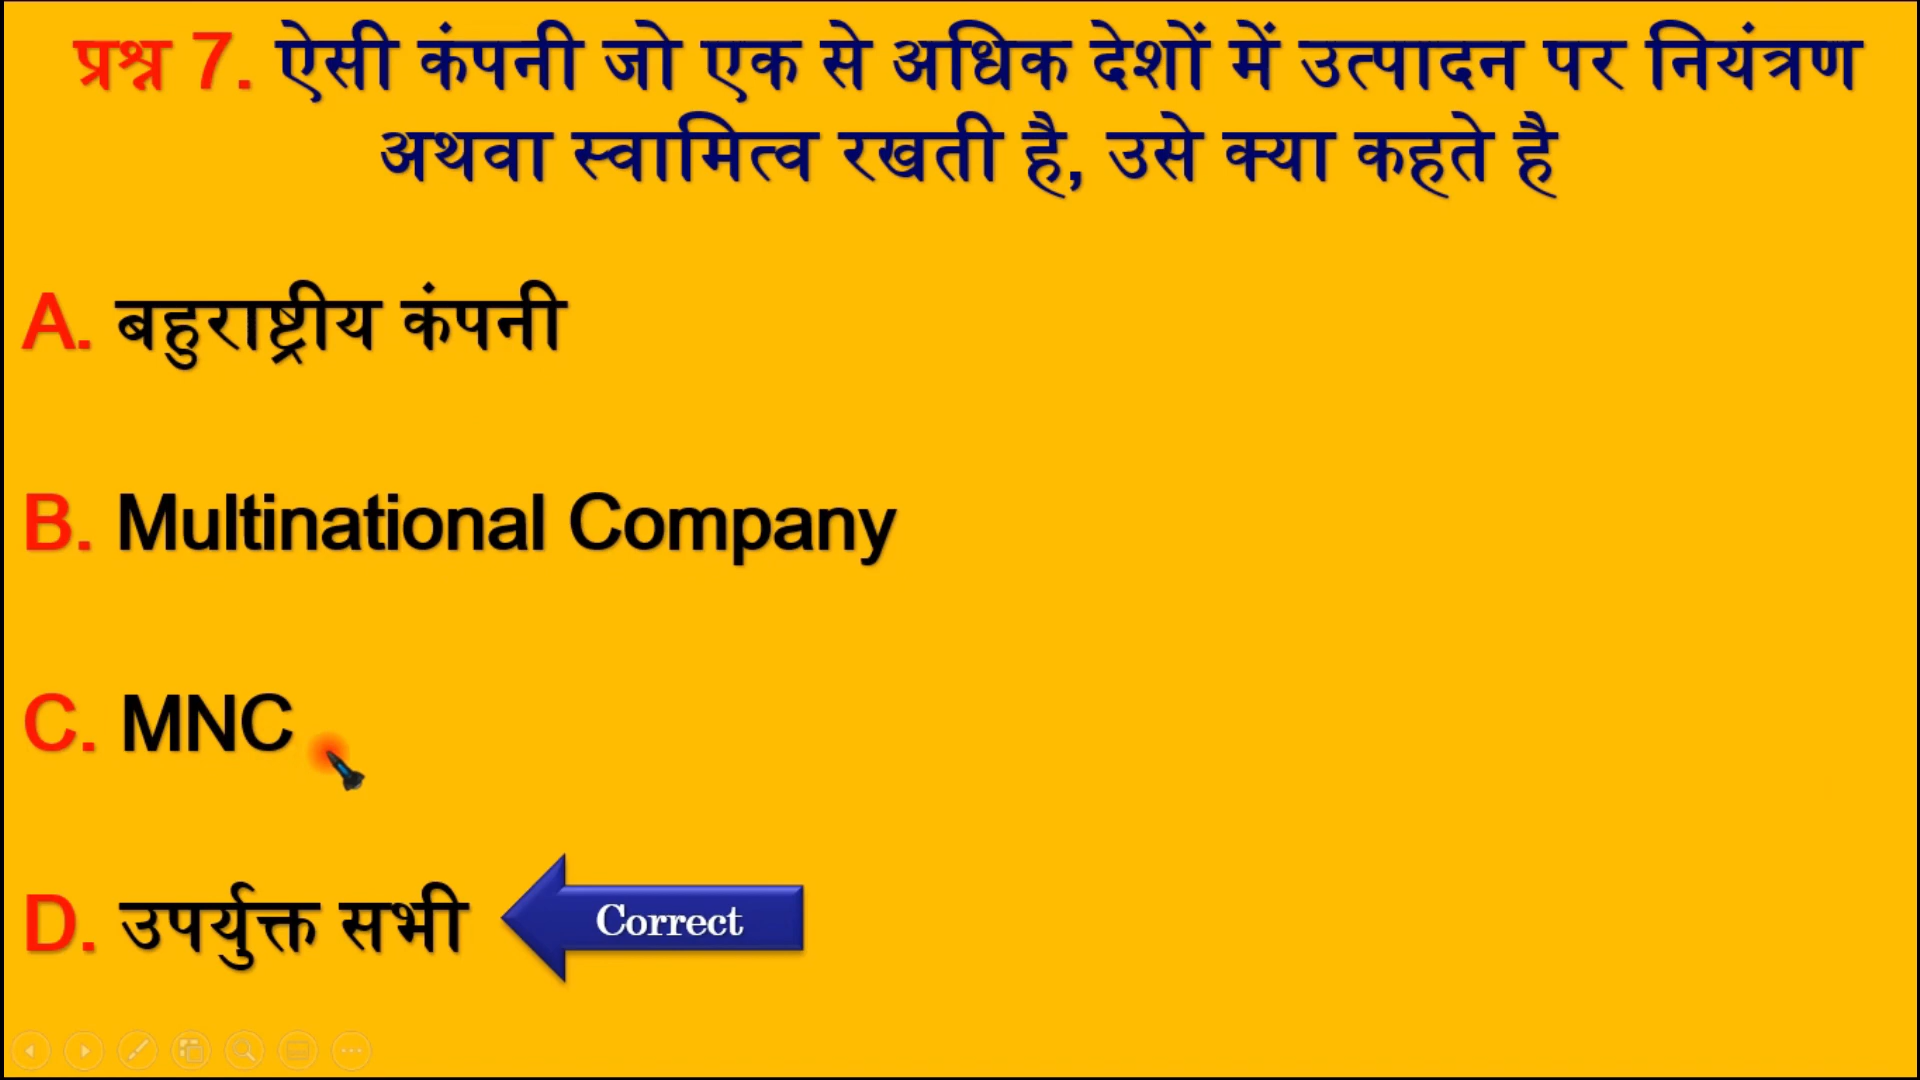 प्रश्न 7. ऐसी कंपनी जो एक से अधिक देशों में उत्पादन पर नियंत्रण
अथवा स्वामित्व रखती है, उसे क्या कहते है
A. बहुराष्ट्रीय कंपनी
B. Multinational Company
C. MNC
D. उपर्युक्त सभी
Correct